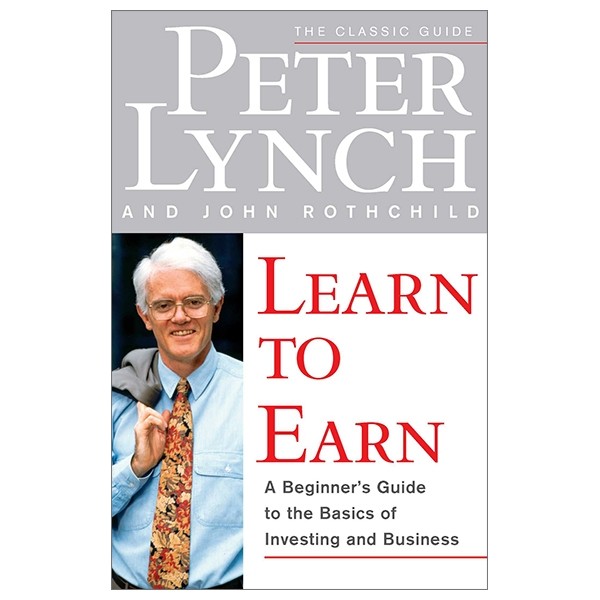 THE CLASSIC GUIDE
PETER
LYNCH
AND JOHN ROTHCHILD
LEARN
TO
EARN
A Beginner's Guide
to the Basics of
Investing and Business